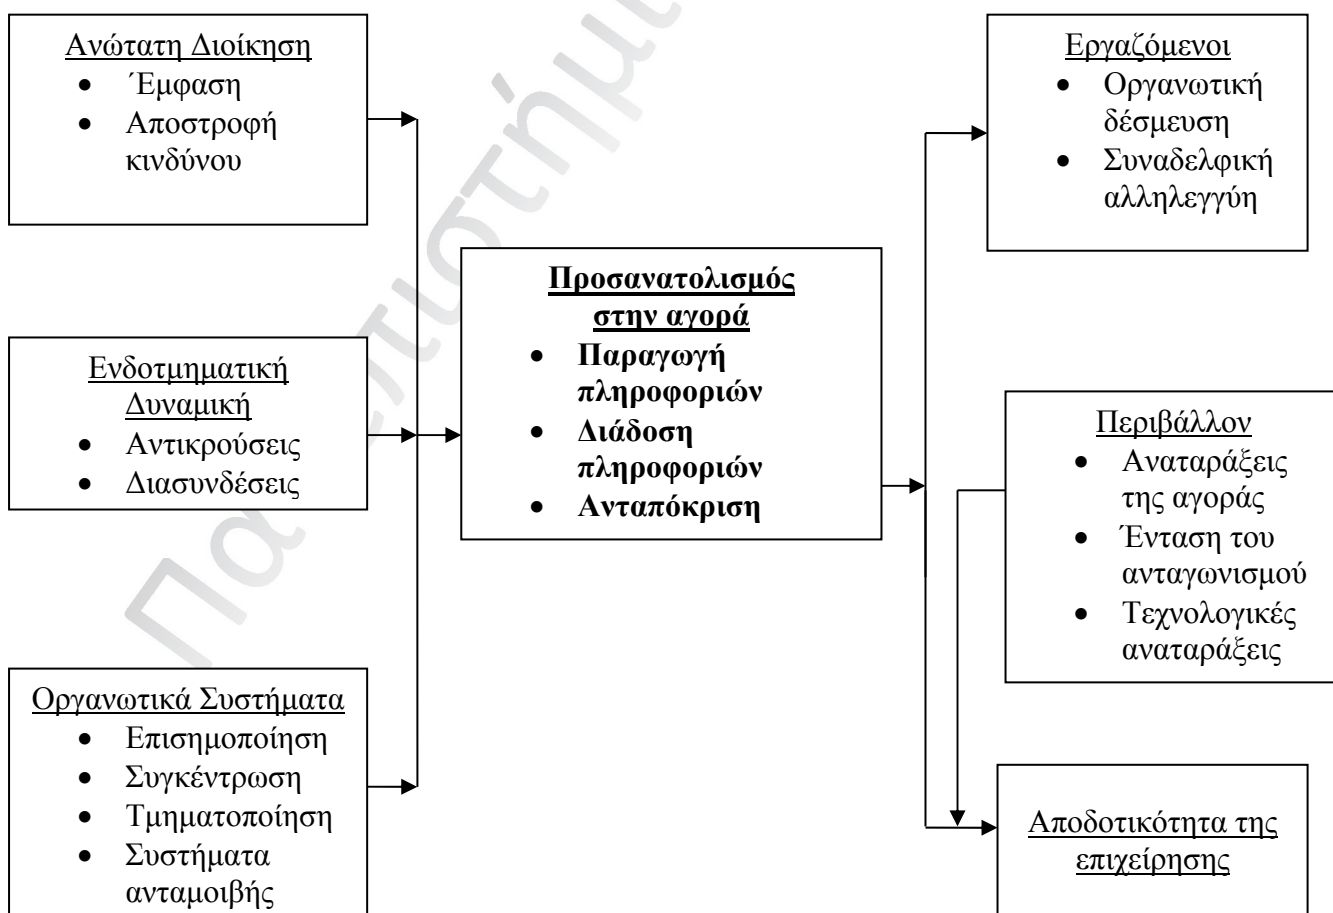 Ανώτατη Διοίκηση
• Έμφαση
• Αποστροφή
κινδύνου
Ενδοτμηματική
Δυναμική
• Αντικρούσεις
• Διασυνδέσεις
Οργανωτικά Συστήματα
• Επισημοποίηση
• Συγκέντρωση
• Τμηματοποίηση
• Συστήματα
ανταμοιβής
Προσανατολισμός
στην αγορά
• Παραγωγή
πληροφοριών
• Διάδοση
πληροφοριών
• Ανταπόκριση
Εργαζόμενοι
• Οργανωτική
δέσμευση
• Συναδελφική
αλληλεγγύη
Περιβάλλον
• Αναταράξεις
της αγοράς
• Ένταση του
ανταγωνισμού
• Τεχνολογικές
αναταράξεις
Αποδοτικότητα της
επιχείρησης